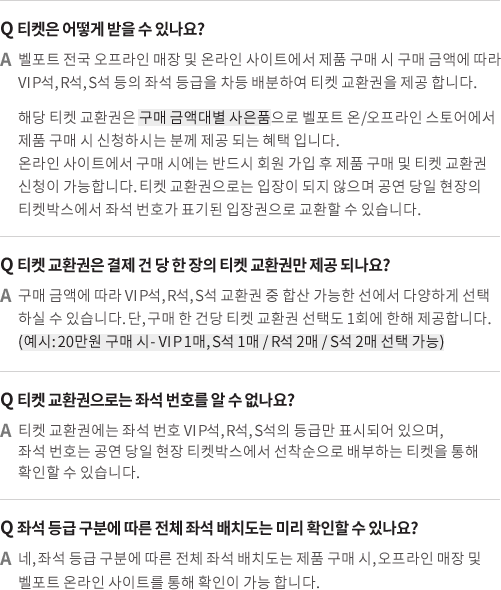 Q 티켓은 어떻게 받을 수 있나요?
A 벨포트 전국 오프라인 매장 및 온라인 사이트에서 제품 구매 시 구매 금액에 따라
VIP석, R석, S석 등의 좌석 등급을 차등 배분하여 티켓 교환권을 제공 합니다.
해당 티켓 교환권은 구매 금액대별 사은품으로 벨포트 온/오프라인 스토어에서
제품 구매 시 신청하시는 분께 제공 되는 혜택 입니다.
온라인 사이트에서 구매 시에는 반드시 회원 가입 후 제품 구매 및 티켓 교환권
신청이 가능합니다. 티켓 교환권으로는 입장이 되지 않으며 공연 당일 현장의
티켓박스에서 좌석 번호가 표기된 입장권으로 교환할 수 있습니다.
Q 티켓 교환권은 결제 건 당 한 장의 티켓 교환권만 제공 되나요?
A 구매 금액에 따라 VIP석, R석, S석 교환권 중 합산 가능한 선에서 다양하게 선택
하실 수 있습니다. 단, 구매 한 건당 티켓 교환권 선택도 1회에 한해 제공합니다.
(예시: 20만원 구매 시- VIP 1매, S석 1매 / R석 2매 / S석 2매 선택 가능)
Q 티켓 교환권으로는 좌석 번호를 알 수 없나요?
A 티켓 교환권에는 좌석 번호 VIP석, R석, S석의 등급만 표시되어 있으며,
좌석 번호는 공연 당일 현장 티켓박스에서 선착순으로 배부하는 티켓을 통해
확인할 수 있습니다.
Q 좌석 등급 구분에 따른 전체 좌석 배치도는 미리 확인할 수 있나요?
A 네, 좌석 등급 구분에 따른 전체 좌석 배치도는 제품 구매 시, 오프라인 매장 및
벨포트 온라인 사이트를 통해 확인이 가능 합니다.